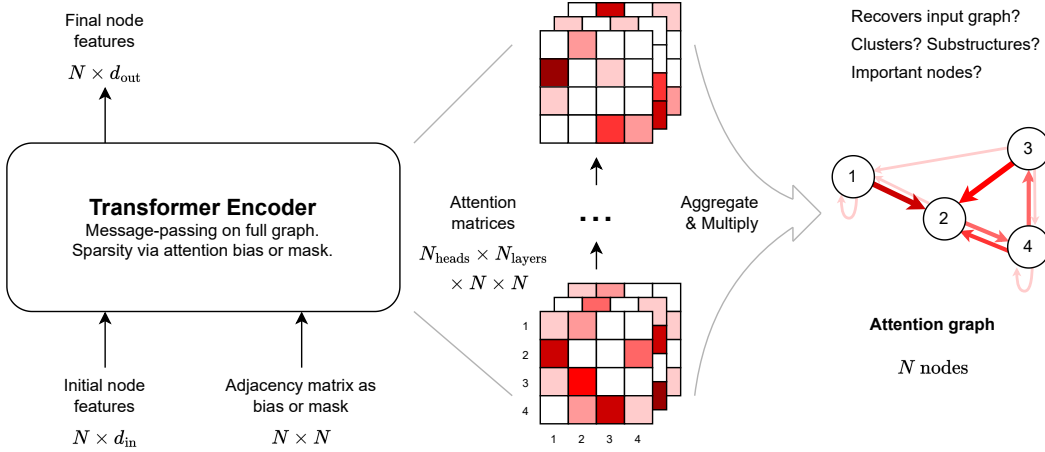 Final node
features
N × d_out
Transformer Encoder
Message-passing on full graph.
Sparsity via attention bias or mask.
Initial node
features
N × d_in
Adjacency matrix as
bias or mask
N × N
Attention
matrices
N_heads × N_layers
× N × N
...
1
2
3
4
1 2 3 4
Aggregate
& Multiply
Recovers input graph?
Clusters? Substructures?
Important nodes?
1
2
3
4
Attention graph
N nodes